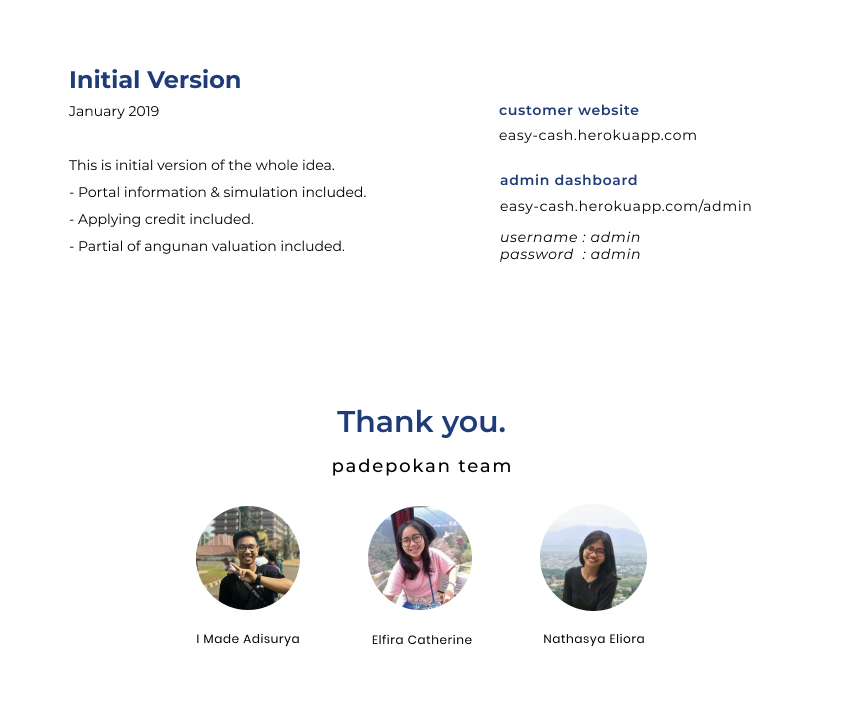 Initial Version
January 2019
This is initial version of the whole idea.
- Portal information & simulation included.
- Applying credit included.
- Partial of angunan valuation included.
customer website
easy-cash.herokuapp.com
admin dashboard
easy-cash.herokuapp.com/admin
username : admin
password : admin
Thank you.
padepokan team
I Made Adisurya
Elfira Catherine
Nathasya Eliora